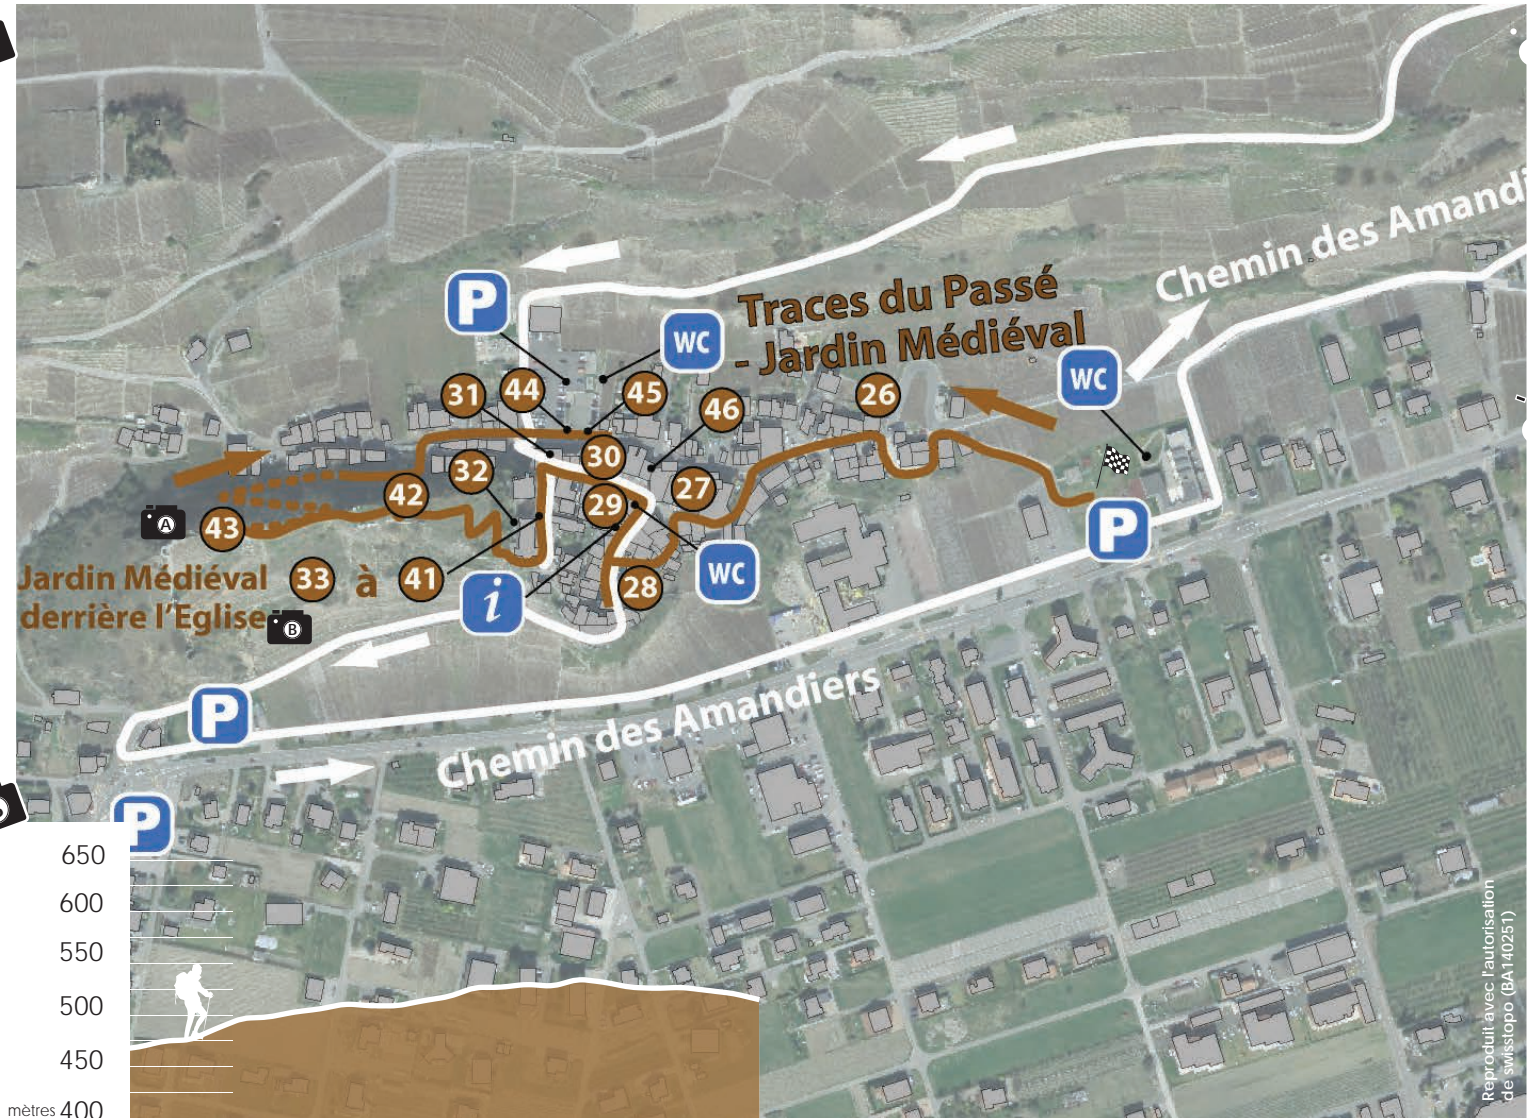 Chemin des Amandi
P
WC
Traces du Passé
- Jardin Médiéval
WC
31
44
45
46
26
30
32
42
29
27
43
A
P
Jardin Médiéval
derrière l'Eglise
33 à 41
B
i
28
WC
P
Chemin des Amandiers
P
650
600
550
500
450
mètres 400
Reproduit avec l'autorisation
de swisstopo (BA140251)